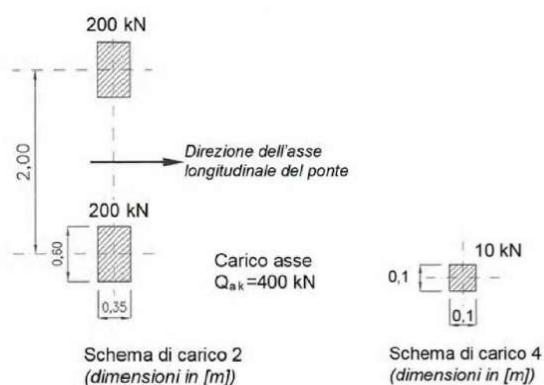 200 kN
2,00
Direzione dell'asse
longitudinale del ponte
200 kN
0,60
0,35
Carico asse
Qak=400 kN
10 kN
0,1
0,1
Schema di carico 2
(dimensioni in [m])
Schema di carico 4
(dimensioni in [m])